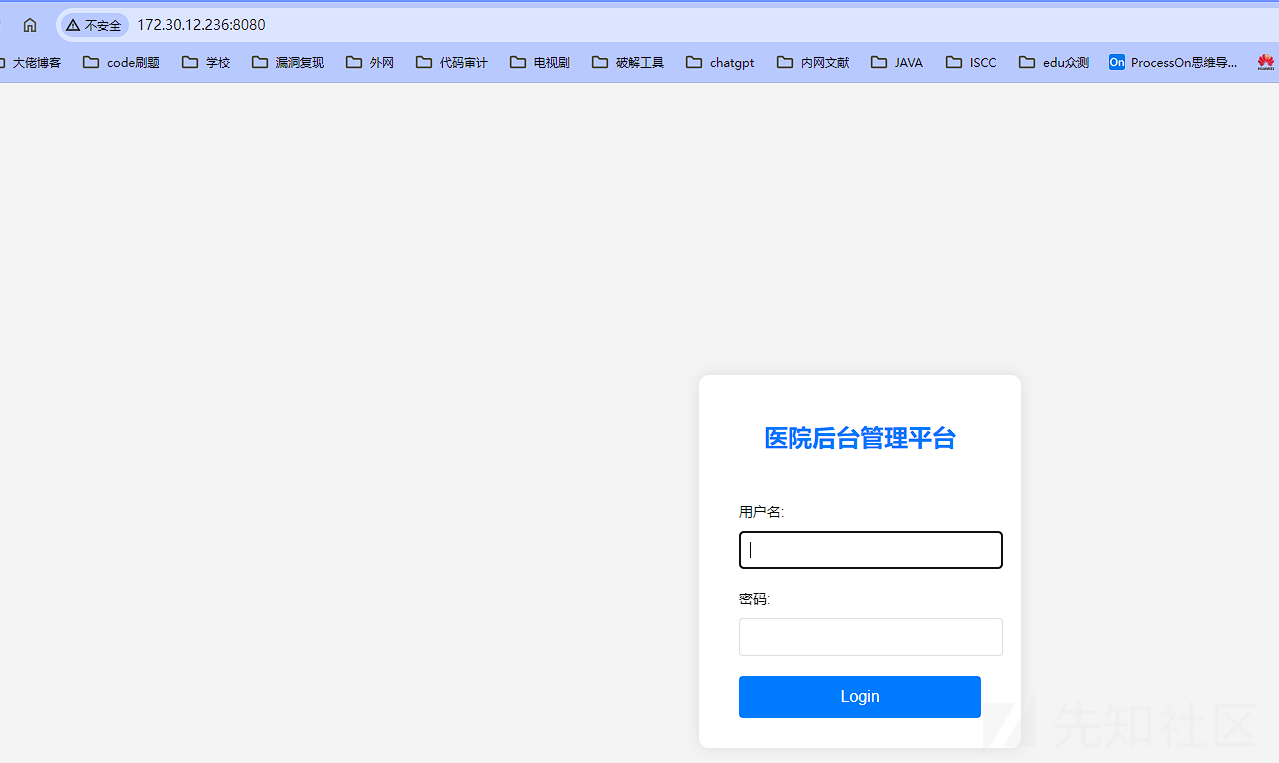 不安全 172.30.12.236:8080
大佬博客 code刷题 学校 漏洞复现 外网 代码审计 电视剧 破解工具 chatgpt 内网文献 JAVA ISCC edu众测 On ProcessOn思维导... HUAWEI
医院后台管理平台
用户名:
密码:
Login
先知社区